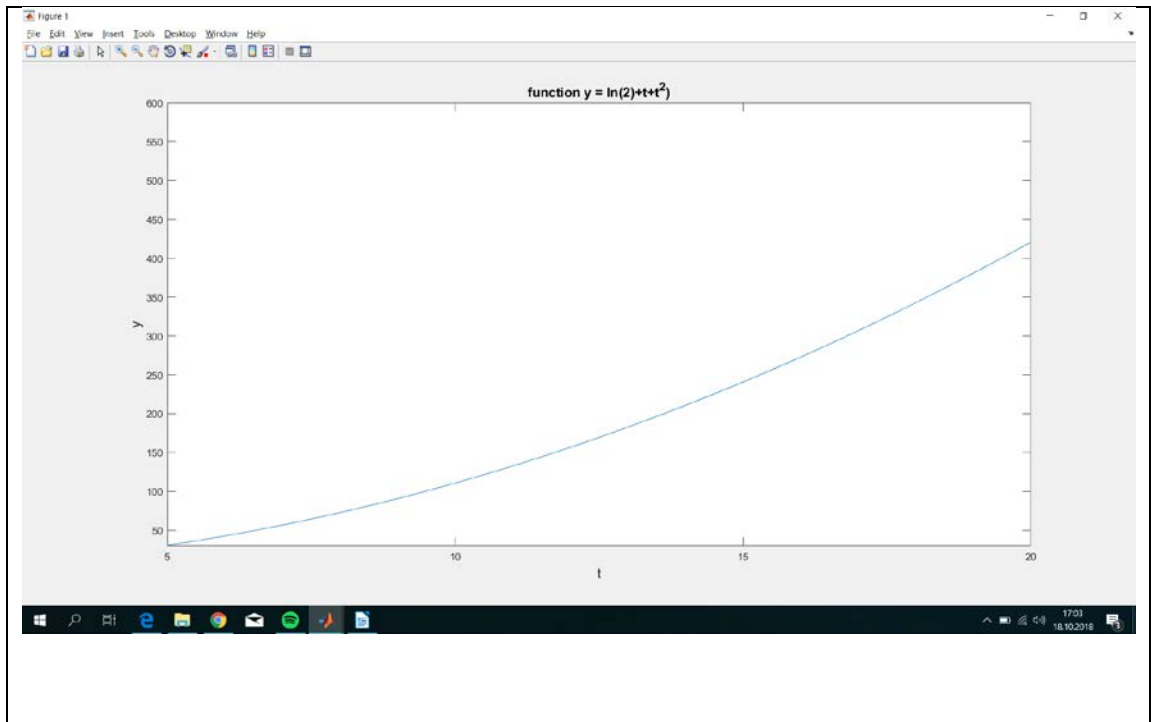 Figure 1
File Edit View Insert Tools Desktop Window Help
function y = ln(2)+t+t²)
600
550
500
450
400
350
y
300
250
200
150
100
50
5 10 15 20
t
17:03
18.10.2018
3